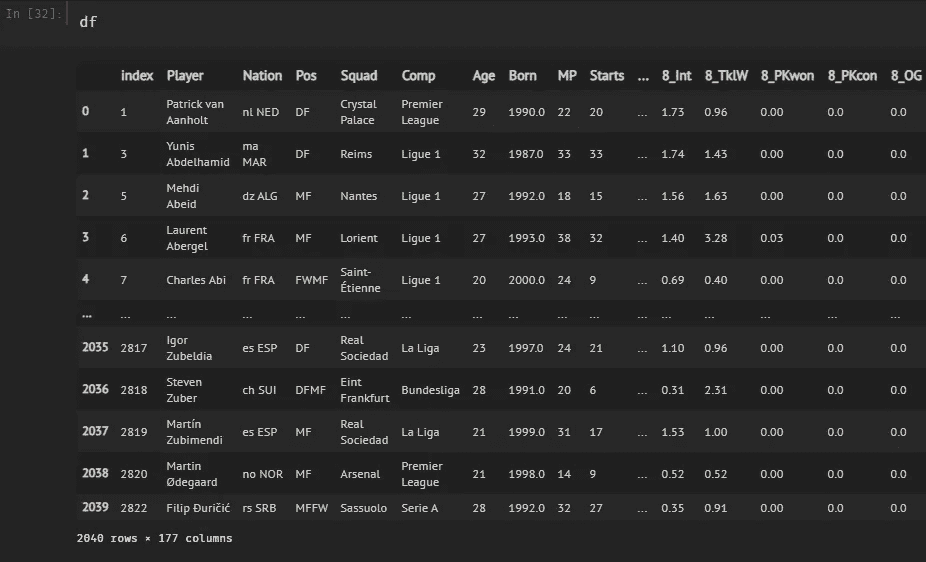 In [32]:
df
index Player Nation Pos Squad Comp Age Born MP Starts ... 8_Int 8_TklW 8_PKwon 8_PKcon 8_OG
0 1 Patrick van Aanholt nl NED DF Crystal Palace Premier League 29 1990.0 22 20 ... 1.73 0.96 0.00 0.0 0.0
1 3 Yunis Abdelhamid ma MAR DF Reims Ligue 1 32 1987.0 33 33 ... 1.74 1.43 0.00 0.0 0.0
2 5 Mehdi Abeid dz ALG MF Nantes Ligue 1 27 1992.0 18 15 ... 1.56 1.63 0.00 0.0 0.0
3 6 Laurent Abergel fr FRA MF Lorient Ligue 1 27 1993.0 38 32 ... 1.40 3.28 0.03 0.0 0.0
4 7 Charles Abi fr FRA FWMF Saint-Étienne Ligue 1 20 2000.0 24 9 ... 0.69 0.40 0.00 0.0 0.0
... ... ... ... ... ... ... ... ... ... ... ... ... ... ... ... ...
2035 2817 Igor Zubeldia es ESP DF Real Sociedad La Liga 23 1997.0 24 21 ... 1.10 0.96 0.00 0.0 0.0
2036 2818 Steven Zuber ch SUI DFMF Eint Frankfurt Bundesliga 28 1991.0 20 6 ... 0.31 2.31 0.00 0.0 0.0
2037 2819 Martín Zubimendi es ESP MF Real Sociedad La Liga 21 1999.0 31 17 ... 1.53 1.00 0.00 0.0 0.0
2038 2820 Martin Ødegaard no NOR MF Arsenal Premier League 21 1998.0 14 9 ... 0.52 0.52 0.00 0.0 0.0
2039 2822 Filip Đuričić rs SRB MFFW Sassuolo Serie A 28 1992.0 32 27 ... 0.35 0.91 0.00 0.0 0.0
2040 rows × 177 columns